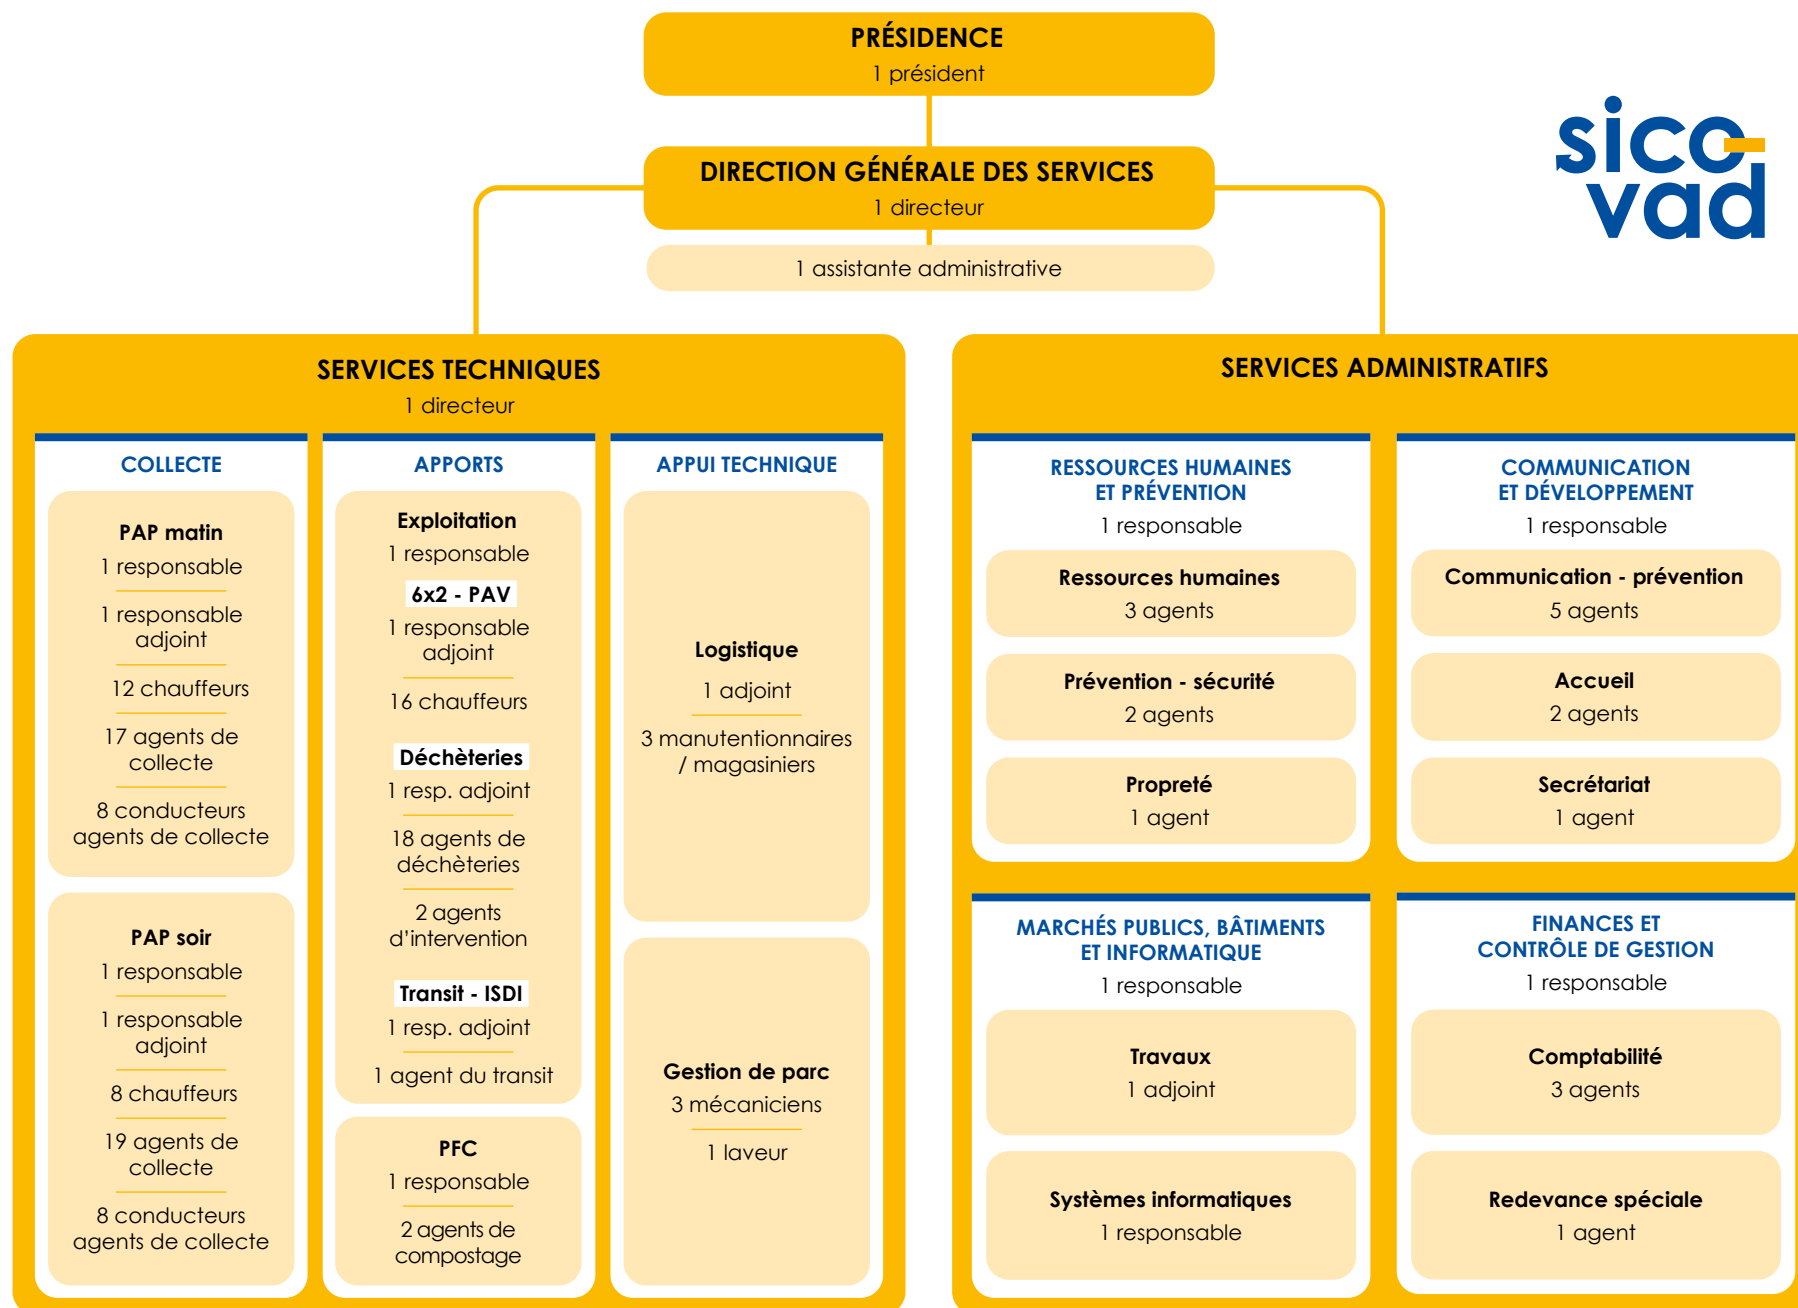 PRÉSIDENCE
1 président
sico-
vad
DIRECTION GÉNÉRALE DES SERVICES
1 directeur
1 assistante administrative
SERVICES TECHNIQUES
1 directeur
COLLECTE
PAP matin
1 responsable
1 responsable
adjoint
12 chauffeurs
17 agents de
collecte
8 conducteurs
agents de collecte
PAP soir
1 responsable
1 responsable
adjoint
8 chauffeurs
19 agents de
collecte
8 conducteurs
agents de collecte
APPORTS
Exploitation
1 responsable
6x2 - PAV
1 responsable
adjoint
16 chauffeurs
Déchèteries
1 resp. adjoint
18 agents de
déchèteries
2 agents
d'intervention
Transit - ISDI
1 resp. adjoint
1 agent du transit
PFC
1 responsable
2 agents de
compostage
APPUI TECHNIQUE
Logistique
1 adjoint
3 manutentionnaires
/ magasiniers
Gestion de parc
3 mécaniciens
1 laveur
SERVICES ADMINISTRATIFS
RESSOURCES HUMAINES
ET PRÉVENTION
1 responsable
Ressources humaines
3 agents
Prévention - sécurité
2 agents
Propreté
1 agent
COMMUNICATION
ET DÉVELOPPEMENT
1 responsable
Communication - prévention
5 agents
Accueil
2 agents
Secrétariat
1 agent
MARCHÉS PUBLICS, BÂTIMENTS
ET INFORMATIQUE
1 responsable
Travaux
1 adjoint
Systèmes informatiques
1 responsable
FINANCES ET
CONTRÔLE DE GESTION
1 responsable
Comptabilité
3 agents
Redevance spéciale
1 agent